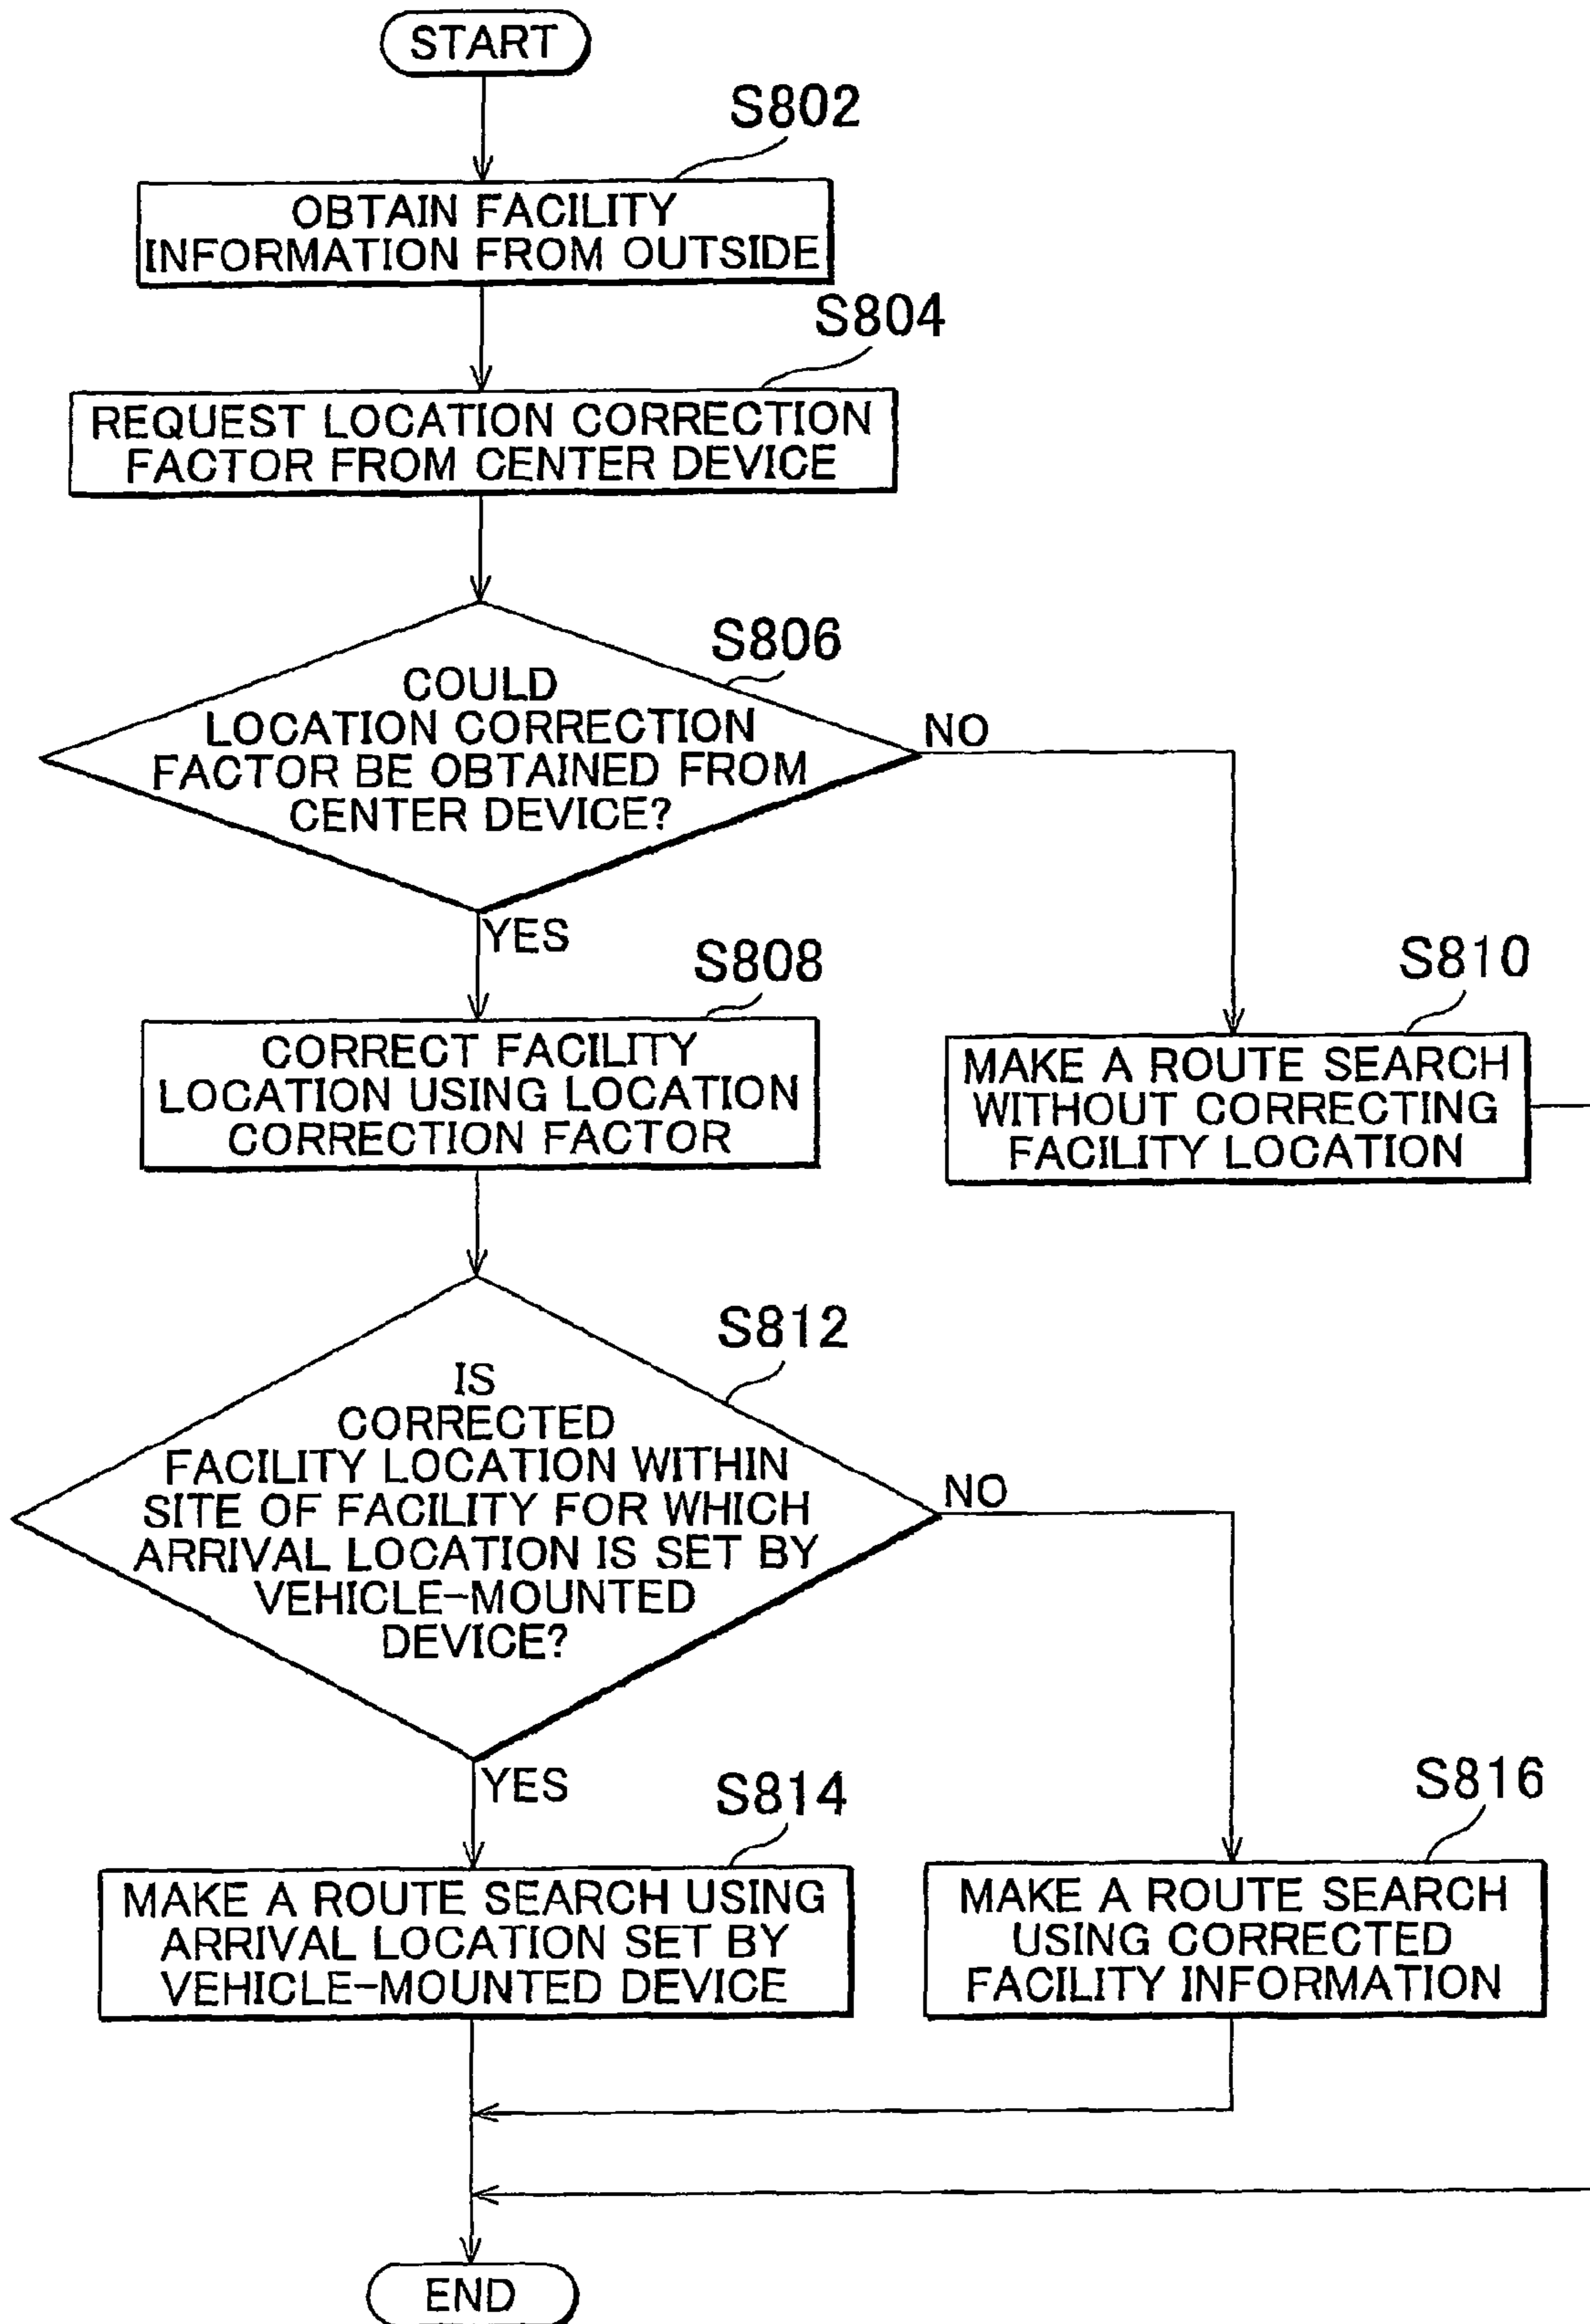 START
S802
OBTAIN FACILITY
INFORMATION FROM OUTSIDE
S804
REQUEST LOCATION CORRECTION
FACTOR FROM CENTER DEVICE
S806
COULD
LOCATION CORRECTION
FACTOR BE OBTAINED FROM
CENTER DEVICE?
NO
YES
S808
CORRECT FACILITY
LOCATION USING LOCATION
CORRECTION FACTOR
S810
MAKE A ROUTE SEARCH
WITHOUT CORRECTING
FACILITY LOCATION
S812
IS
CORRECTED
FACILITY LOCATION WITHIN
SITE OF FACILITY FOR WHICH
ARRIVAL LOCATION IS SET BY
VEHICLE-MOUNTED
DEVICE?
NO
YES
S814
MAKE A ROUTE SEARCH USING
ARRIVAL LOCATION SET BY
VEHICLE-MOUNTED DEVICE
S816
MAKE A ROUTE SEARCH
USING CORRECTED
FACILITY INFORMATION
END